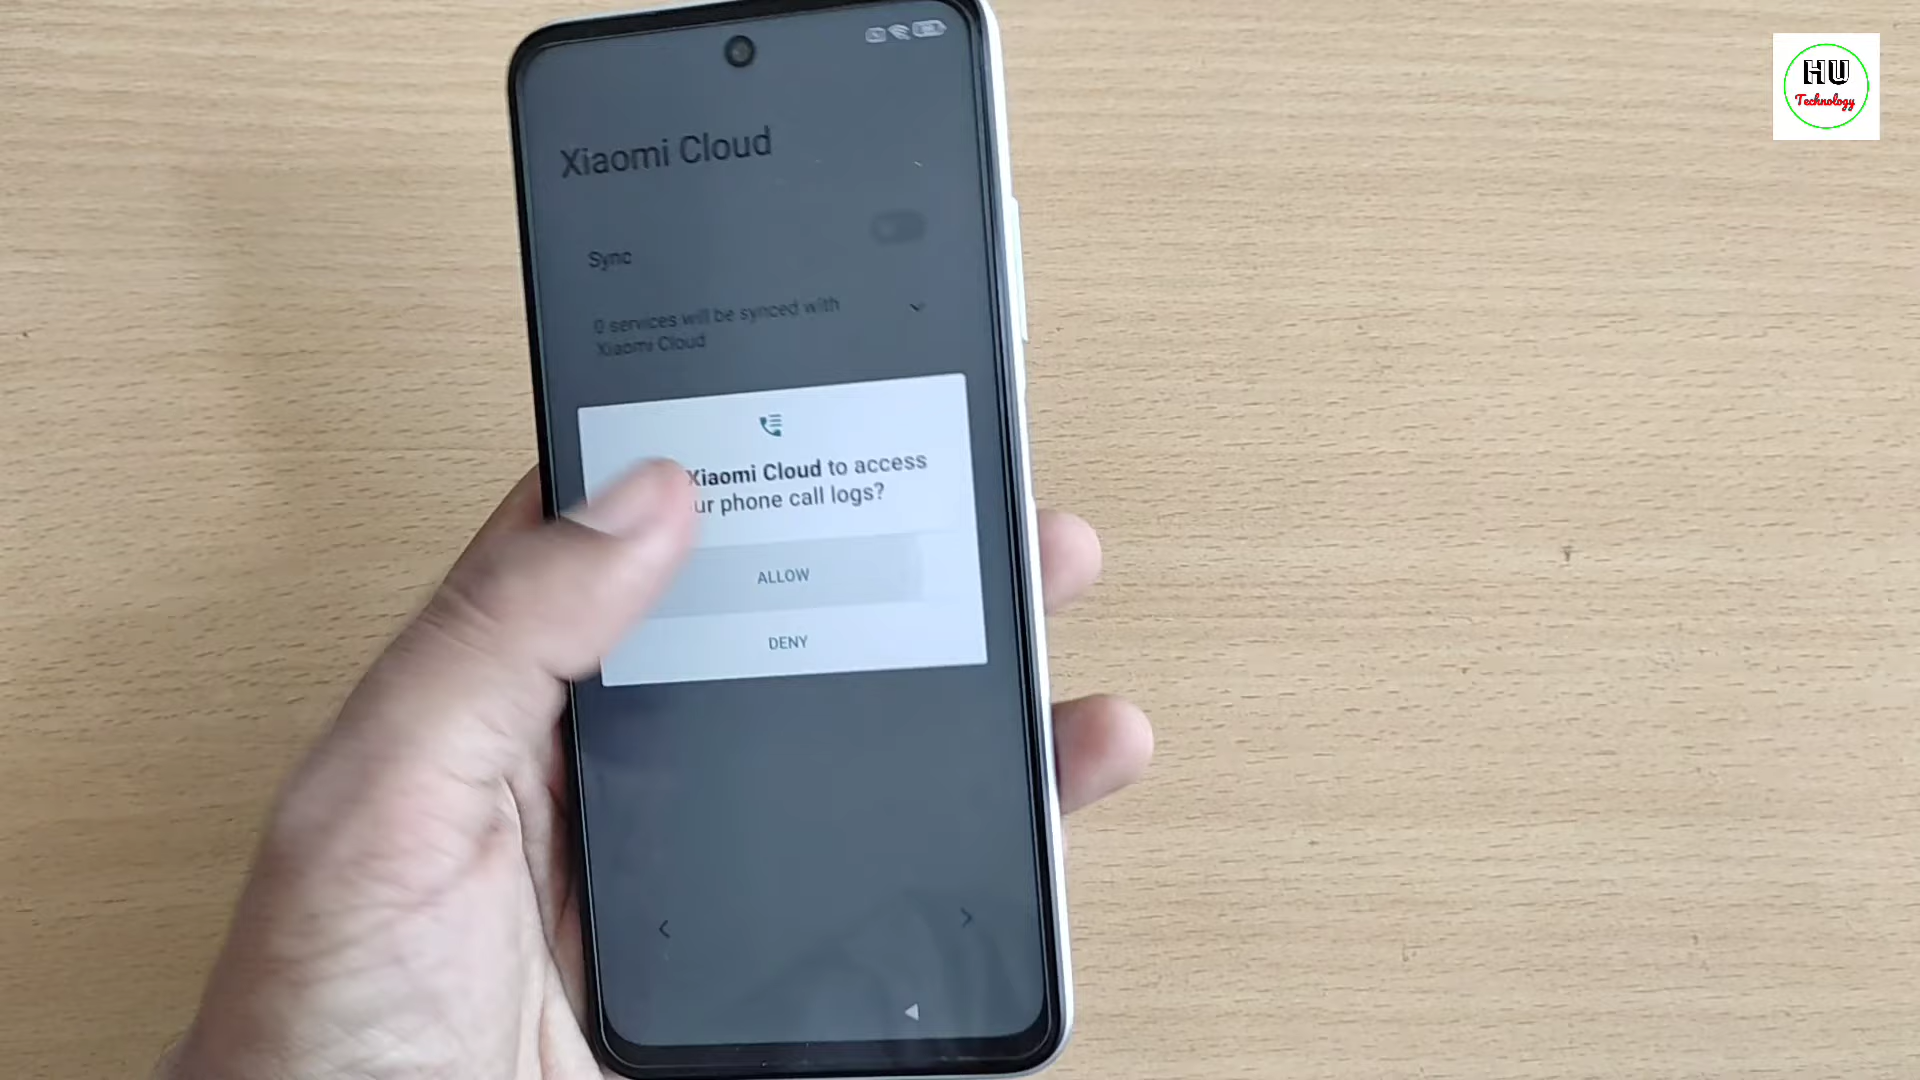 HU
Technology
Xiaomi Cloud
Sync
0 services will be synced with
Xiaomi Cloud
Xiaomi Cloud to access
ur phone call logs?
ALLOW
DENY